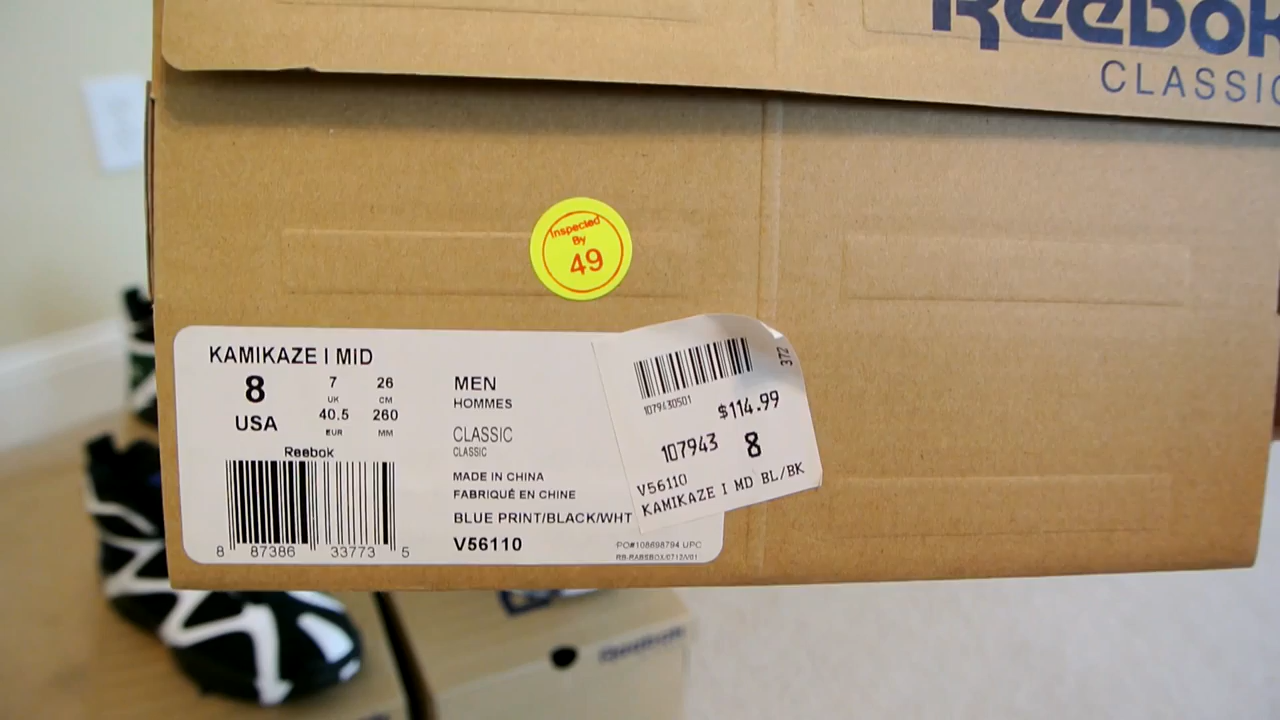 Reebok
CLASSIC
Inspected
By
49
KAMIKAZE I MID
8 7 26
UK CM
USA 40.5 260
EUR MM
Reebok
8 87386 33773 5
MEN
HOMMES
CLASSIC
CLASSIC
MADE IN CHINA
FABRIQUÉ EN CHINE
BLUE PRINT/BLACK/WHT
V56110
PO#108698794 UPC
372
1079430501
$114.99
107943 8
V56110
KAMIKAZE I MD BL/BK
Reebok